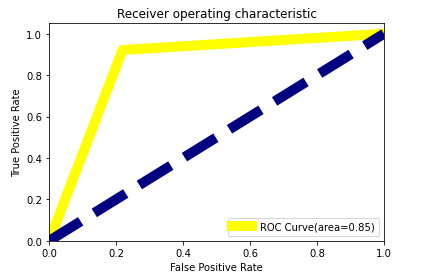 Receiver operating characteristic
1.0
0.8
0.6
0.4
0.2
0.0
True Positive Rate
ROC Curve(area=0.85)
0.0 0.2 0.4 0.6 0.8 1.0
False Positive Rate